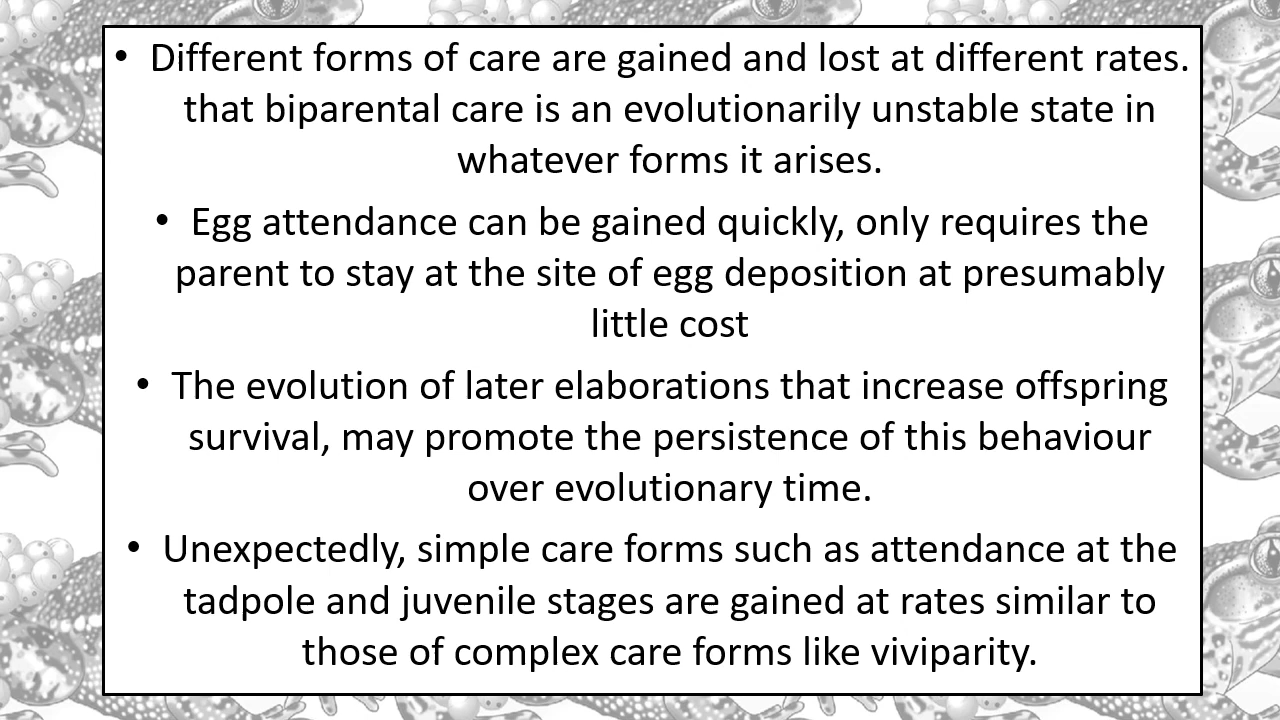 • Different forms of care are gained and lost at different rates.
that biparental care is an evolutionarily unstable state in
whatever forms it arises.
• Egg attendance can be gained quickly, only requires the
parent to stay at the site of egg deposition at presumably
little cost
• The evolution of later elaborations that increase offspring
survival, may promote the persistence of this behaviour
over evolutionary time.
• Unexpectedly, simple care forms such as attendance at the
tadpole and juvenile stages are gained at rates similar to
those of complex care forms like viviparity.